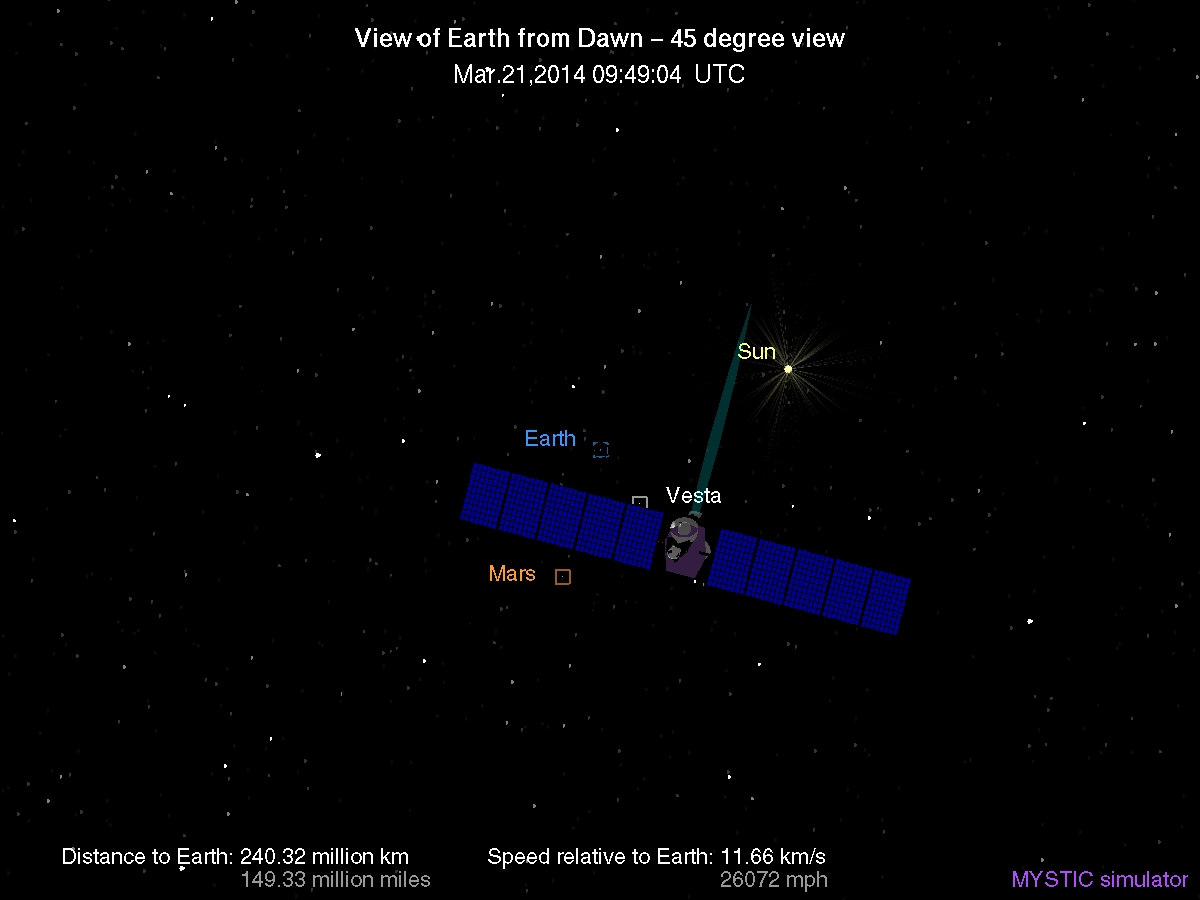 View of Earth from Dawn – 45 degree view
Mar.21,2014 09:49:04 UTC
Sun
Earth
Vesta
Mars
Distance to Earth: 240.32 million km
149.33 million miles
Speed relative to Earth: 11.66 km/s
26072 mph
MYSTIC simulator